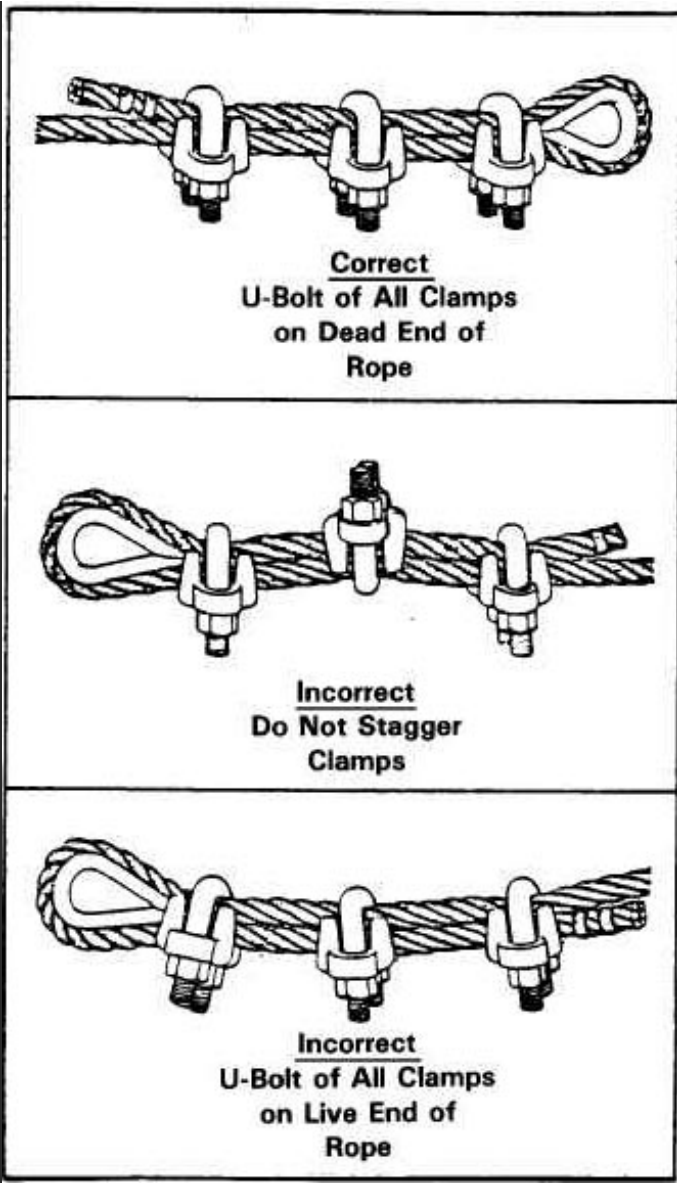 Correct
U-Bolt of All Clamps
on Dead End of
Rope
Incorrect
Do Not Stagger
Clamps
Incorrect
U-Bolt of All Clamps
on Live End of
Rope